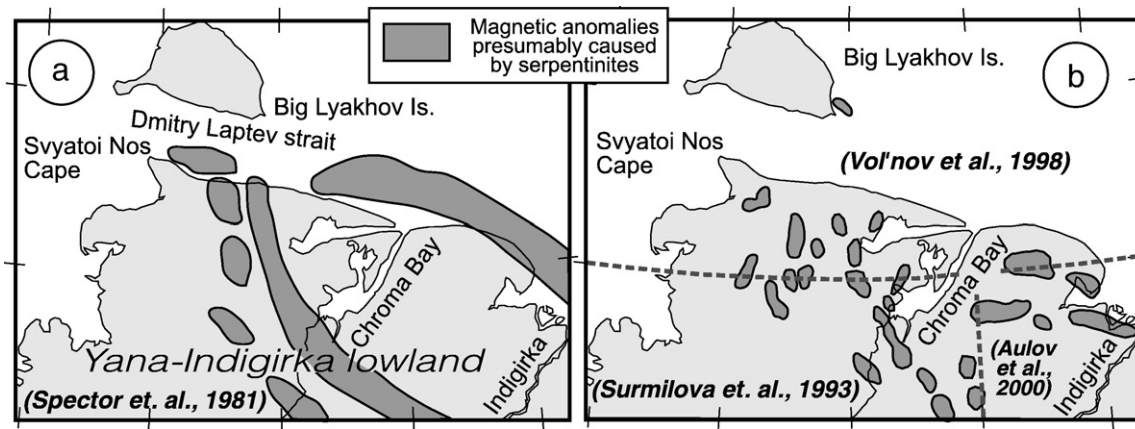 Magnetic anomalies
presumably caused
by serpentinites
a
Big Lyakhov Is.
Dmitry Laptev strait
Svyatoi Nos
Cape
Chroma Bay
Yana-Indigirka lowland
(Spector et. al., 1981)
Indigirka
b
Big Lyakhov Is.
Svyatoi Nos
Cape
(Vol'nov et al., 1998)
Chroma Bay
(Surmilova et. al., 1993)
(Aulov
et al.,
2000)
Indigirka